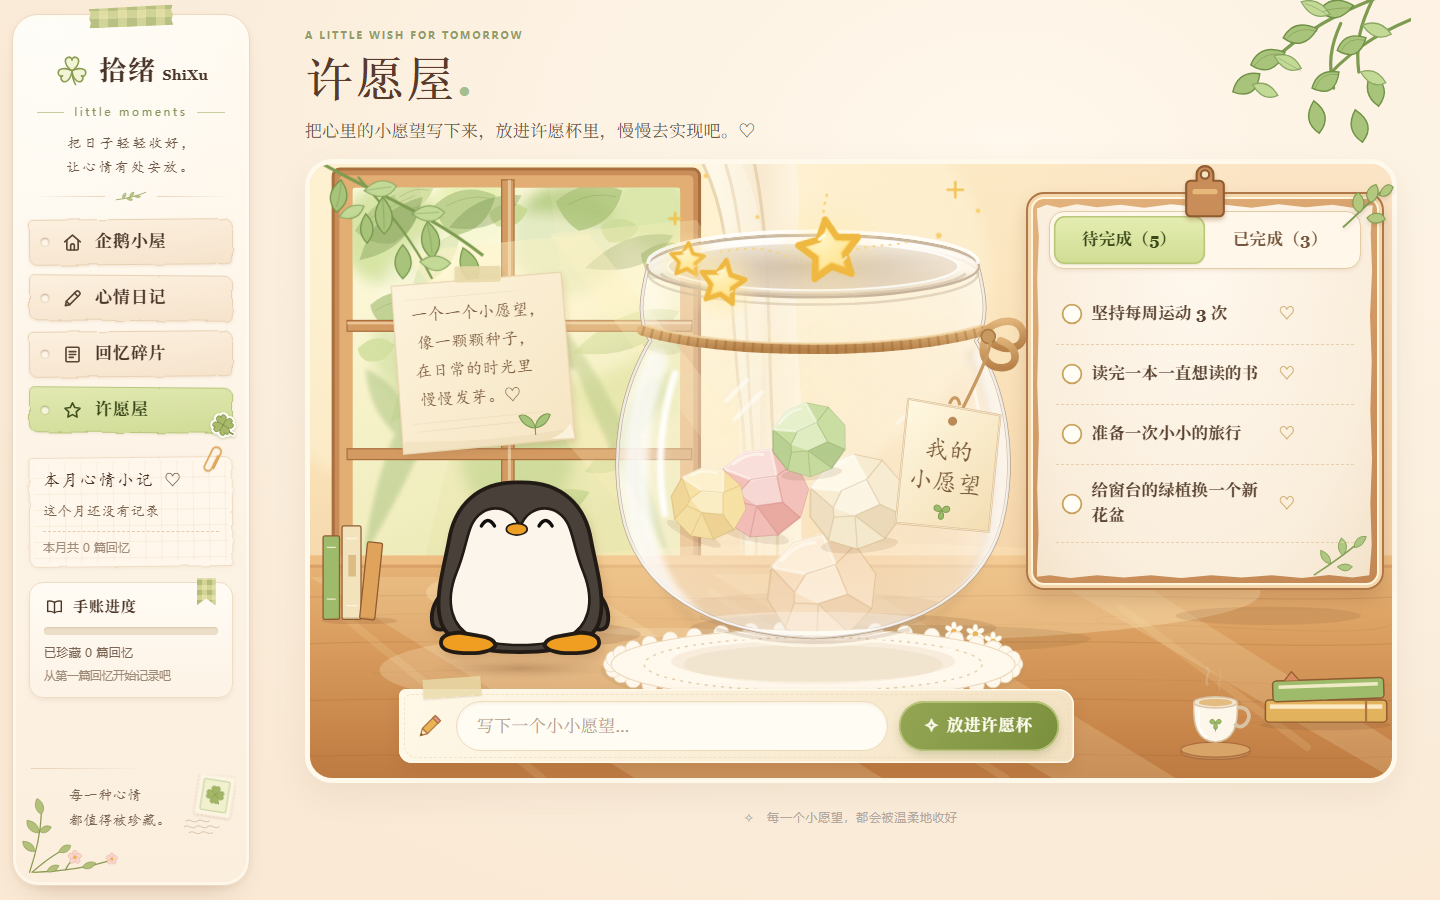 拾绪 ShiXu
little moments
把日子轻轻收好，
让心情有处安放。
企鹅小屋
心情日记
回忆碎片
许愿屋
本月心情小记 ♡
这个月还没有记录
本月共 0 篇回忆
手账进度
已珍藏 0 篇回忆
从第一篇回忆开始记录吧
每一种心情
都值得被珍藏。
A LITTLE WISH FOR TOMORROW
许愿屋.
把心里的小愿望写下来，放进许愿杯里，慢慢去实现吧。♡
一个一个小愿望，
像一颗颗种子，
在日常的时光里
慢慢发芽。♡
我的
小愿望
待完成（5）
已完成（3）
坚持每周运动 3 次 ♡
读完一本一直想读的书 ♡
准备一次小小的旅行 ♡
给窗台的绿植换一个新 ♡
花盆
写下一个小小愿望...
✧ 放进许愿杯
✧ 每一个小愿望，都会被温柔地收好